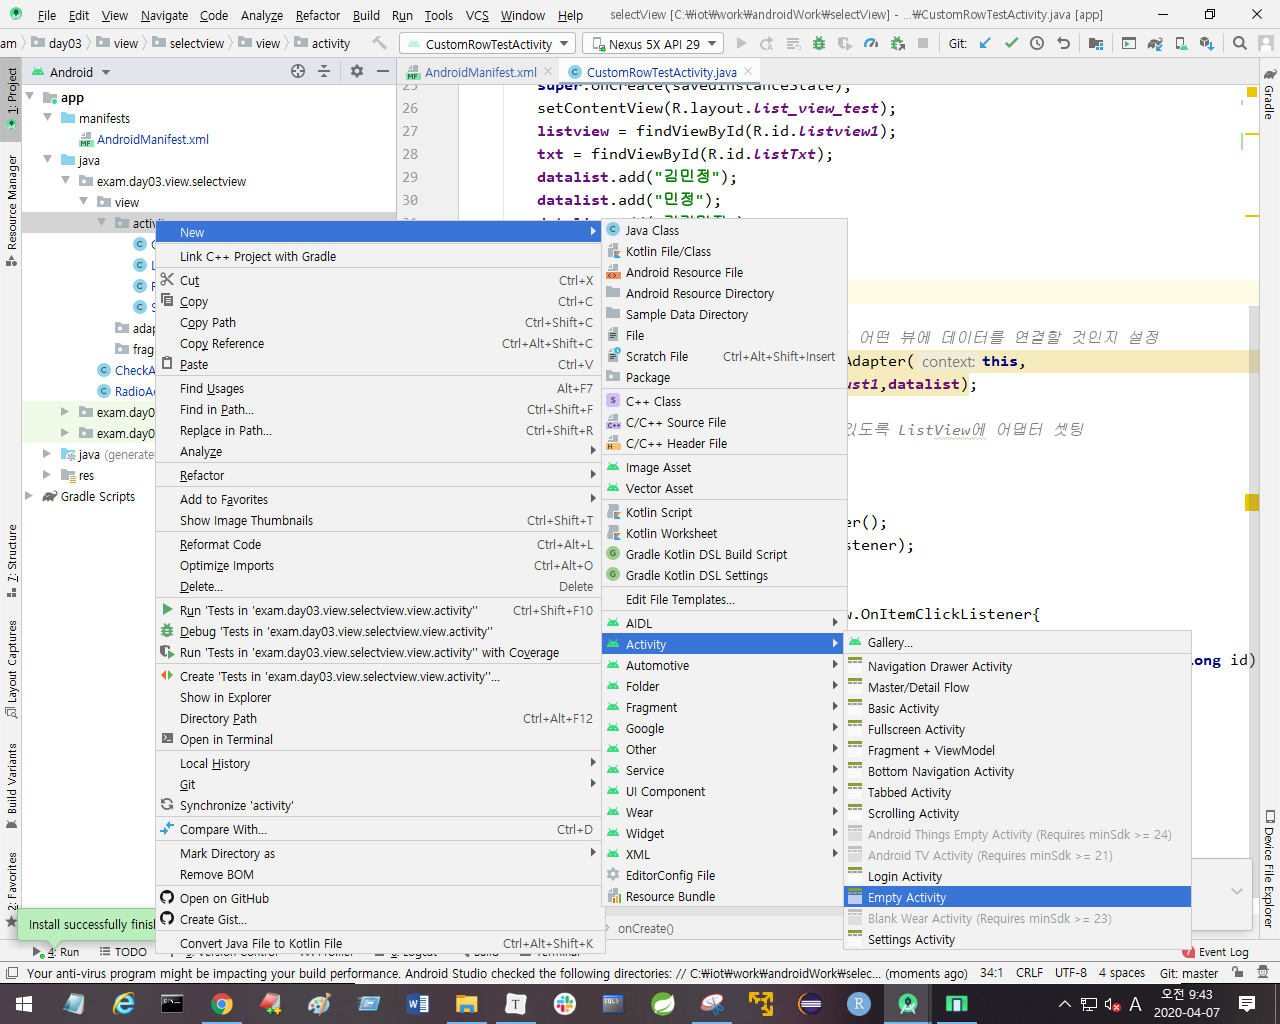 File Edit View Navigate Code Analyze Refactor Build Run Tools VCS Window Help selectView [C:₩iot₩work₩androidWork₩selectView] - ...₩CustomRowTestActivity.java [app]
am day03 view selectview view activity CustomRowTestActivity Nexus 5X API 29 Git:
Android AndroidManifest.xml CustomRowTestActivity.java
1: Project
Resource Manager
7: Structure
Layout Captures
Build Variants
2: Favorites
Gradle
Device File Explorer
app
manifests
AndroidManifest.xml
java
exam.day03.view.selectview
view
activ
C
L
F
S
adap
frag
CheckA
RadioAc
exam.day0
exam.day0
java (generate
res
Gradle Scripts
25 super.onCreate(savedInstanceState);
26 setContentView(R.layout.list_view_test);
27 listview = findViewById(R.id.listview1);
28 txt = findViewById(R.id.listTxt);
29 datalist.add("김민정");
30 datalist.add("민정");
어떤 뷰에 데이터를 연결할 것인지 설정
Adapter( context: this,
ust1,datalist);
있도록 ListView에 어댑터 셋팅
er();
stener);
w.OnItemClickListener{
long id)
New
Link C++ Project with Gradle
Cut Ctrl+X
Copy Ctrl+C
Copy Path Ctrl+Shift+C
Copy Reference Ctrl+Alt+Shift+C
Paste Ctrl+V
Find Usages Alt+F7
Find in Path... Ctrl+Shift+F
Replace in Path... Ctrl+Shift+R
Analyze
Refactor
Add to Favorites
Show Image Thumbnails Ctrl+Shift+T
Reformat Code Ctrl+Alt+L
Optimize Imports Ctrl+Alt+O
Delete... Delete
Run 'Tests in 'exam.day03.view.selectview.view.activity'' Ctrl+Shift+F10
Debug 'Tests in 'exam.day03.view.selectview.view.activity''
Run 'Tests in 'exam.day03.view.selectview.view.activity'' with Coverage
Create 'Tests in 'exam.day03.view.selectview.view.activity''...
Show in Explorer
Directory Path Ctrl+Alt+F12
Open in Terminal
Local History
Git
Synchronize 'activity'
Compare With... Ctrl+D
Mark Directory as
Remove BOM
Open on GitHub
Create Gist...
Convert Java File to Kotlin File Ctrl+Alt+Shift+K
Java Class
Kotlin File/Class
Android Resource File
Android Resource Directory
Sample Data Directory
File
Scratch File Ctrl+Alt+Shift+Insert
Package
C++ Class
C/C++ Source File
C/C++ Header File
Image Asset
Vector Asset
Kotlin Script
Kotlin Worksheet
Gradle Kotlin DSL Build Script
Gradle Kotlin DSL Settings
Edit File Templates...
AIDL
Activity
Automotive
Folder
Fragment
Google
Other
Service
UI Component
Wear
Widget
XML
EditorConfig File
Resource Bundle
Gallery...
Navigation Drawer Activity
Master/Detail Flow
Basic Activity
Fullscreen Activity
Fragment + ViewModel
Bottom Navigation Activity
Tabbed Activity
Scrolling Activity
Android Things Empty Activity (Requires minSdk >= 24)
Android TV Activity (Requires minSdk >= 21)
Login Activity
Empty Activity
Blank Wear Activity (Requires minSdk >= 23)
Settings Activity
Install successfully finish
onCreate()
4: Run TODO Event Log
Your anti-virus program might be impacting your build performance. Android Studio checked the following directories: // C:₩iot₩work₩androidWork₩selec... (moments ago) 34:1 CRLF UTF-8 4 spaces Git: master
A 오전 9:43
2020-04-07